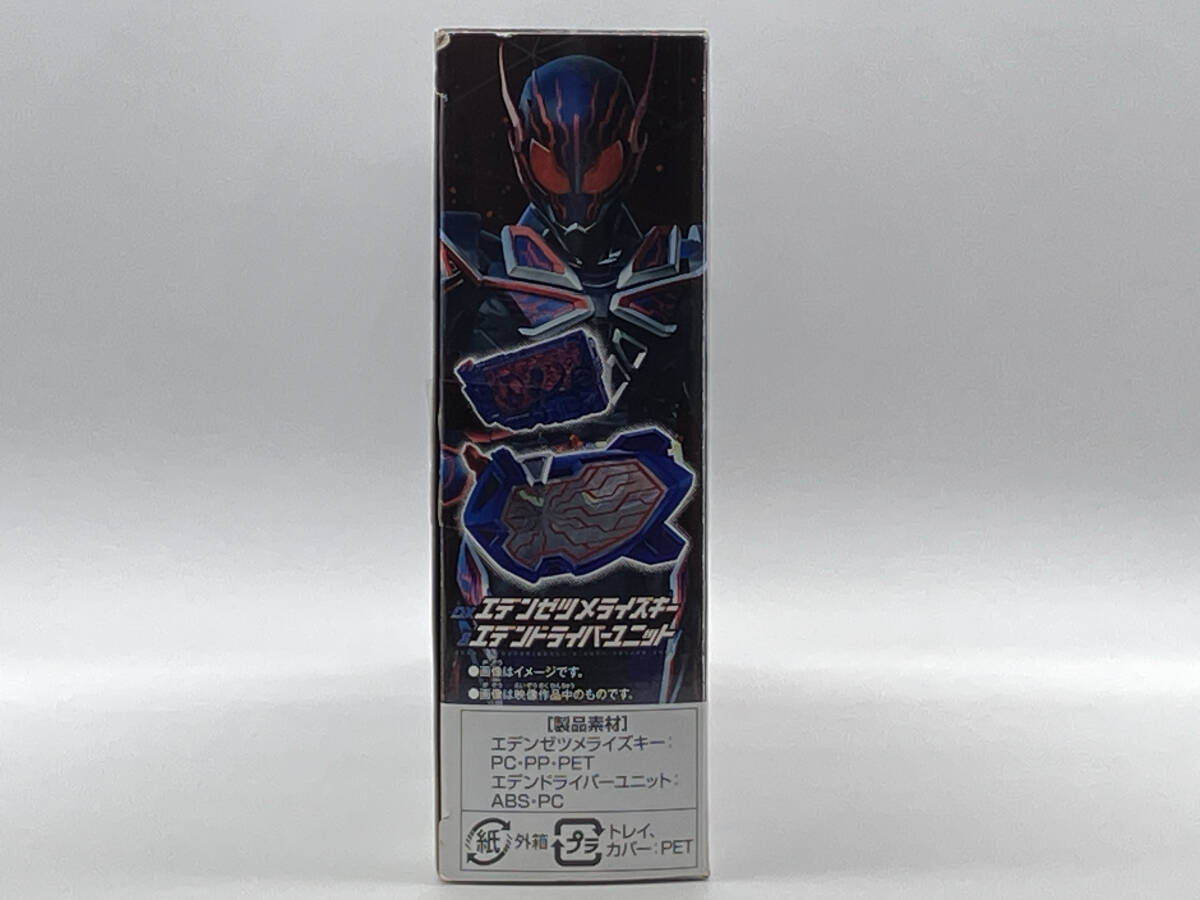 DXエデンゼツメライズキー
&エデンドライバーユニット
●画像はイメージです。
●画像は映像作品中のものです。
[製品素材]
エデンゼツメライズキー:
PC・PP・PET
エデンドライバーユニット:
ABS・PC
紙 外箱 プラ トレイ、
カバー:PET